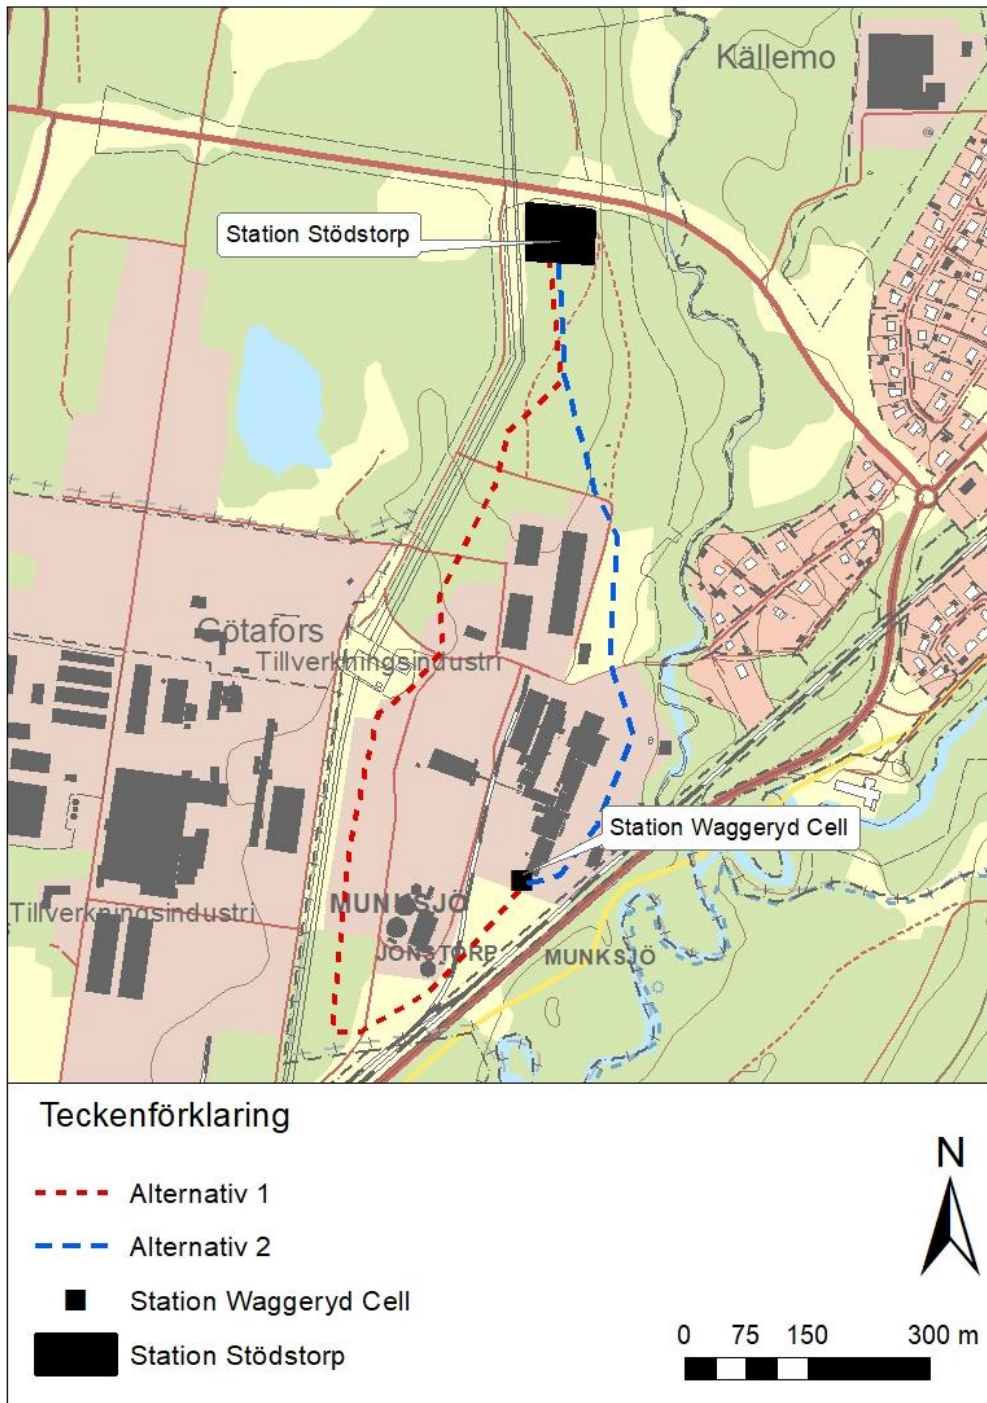 Källemo
Station Stödstorp
Götafors
Tillverkningsindustri
Station Waggeryd Cell
Tillverkningsindustri
MUNKSJÖ
JONSTORP
MUNKSJÖ
Teckenförklaring
N
Alternativ 1
Alternativ 2
Station Waggeryd Cell
Station Stödstorp
0 75 150 300 m